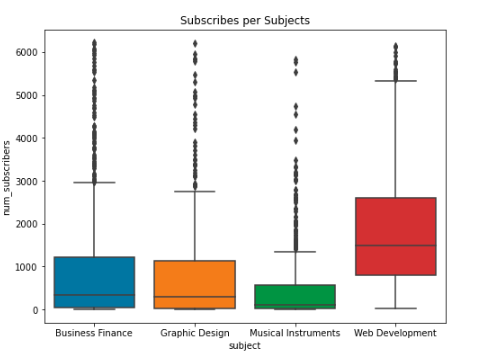 Subscribes per Subjects
num_subscribers
6000
5000
4000
3000
2000
1000
0
Business Finance
Graphic Design
Musical Instruments
Web Development
subject